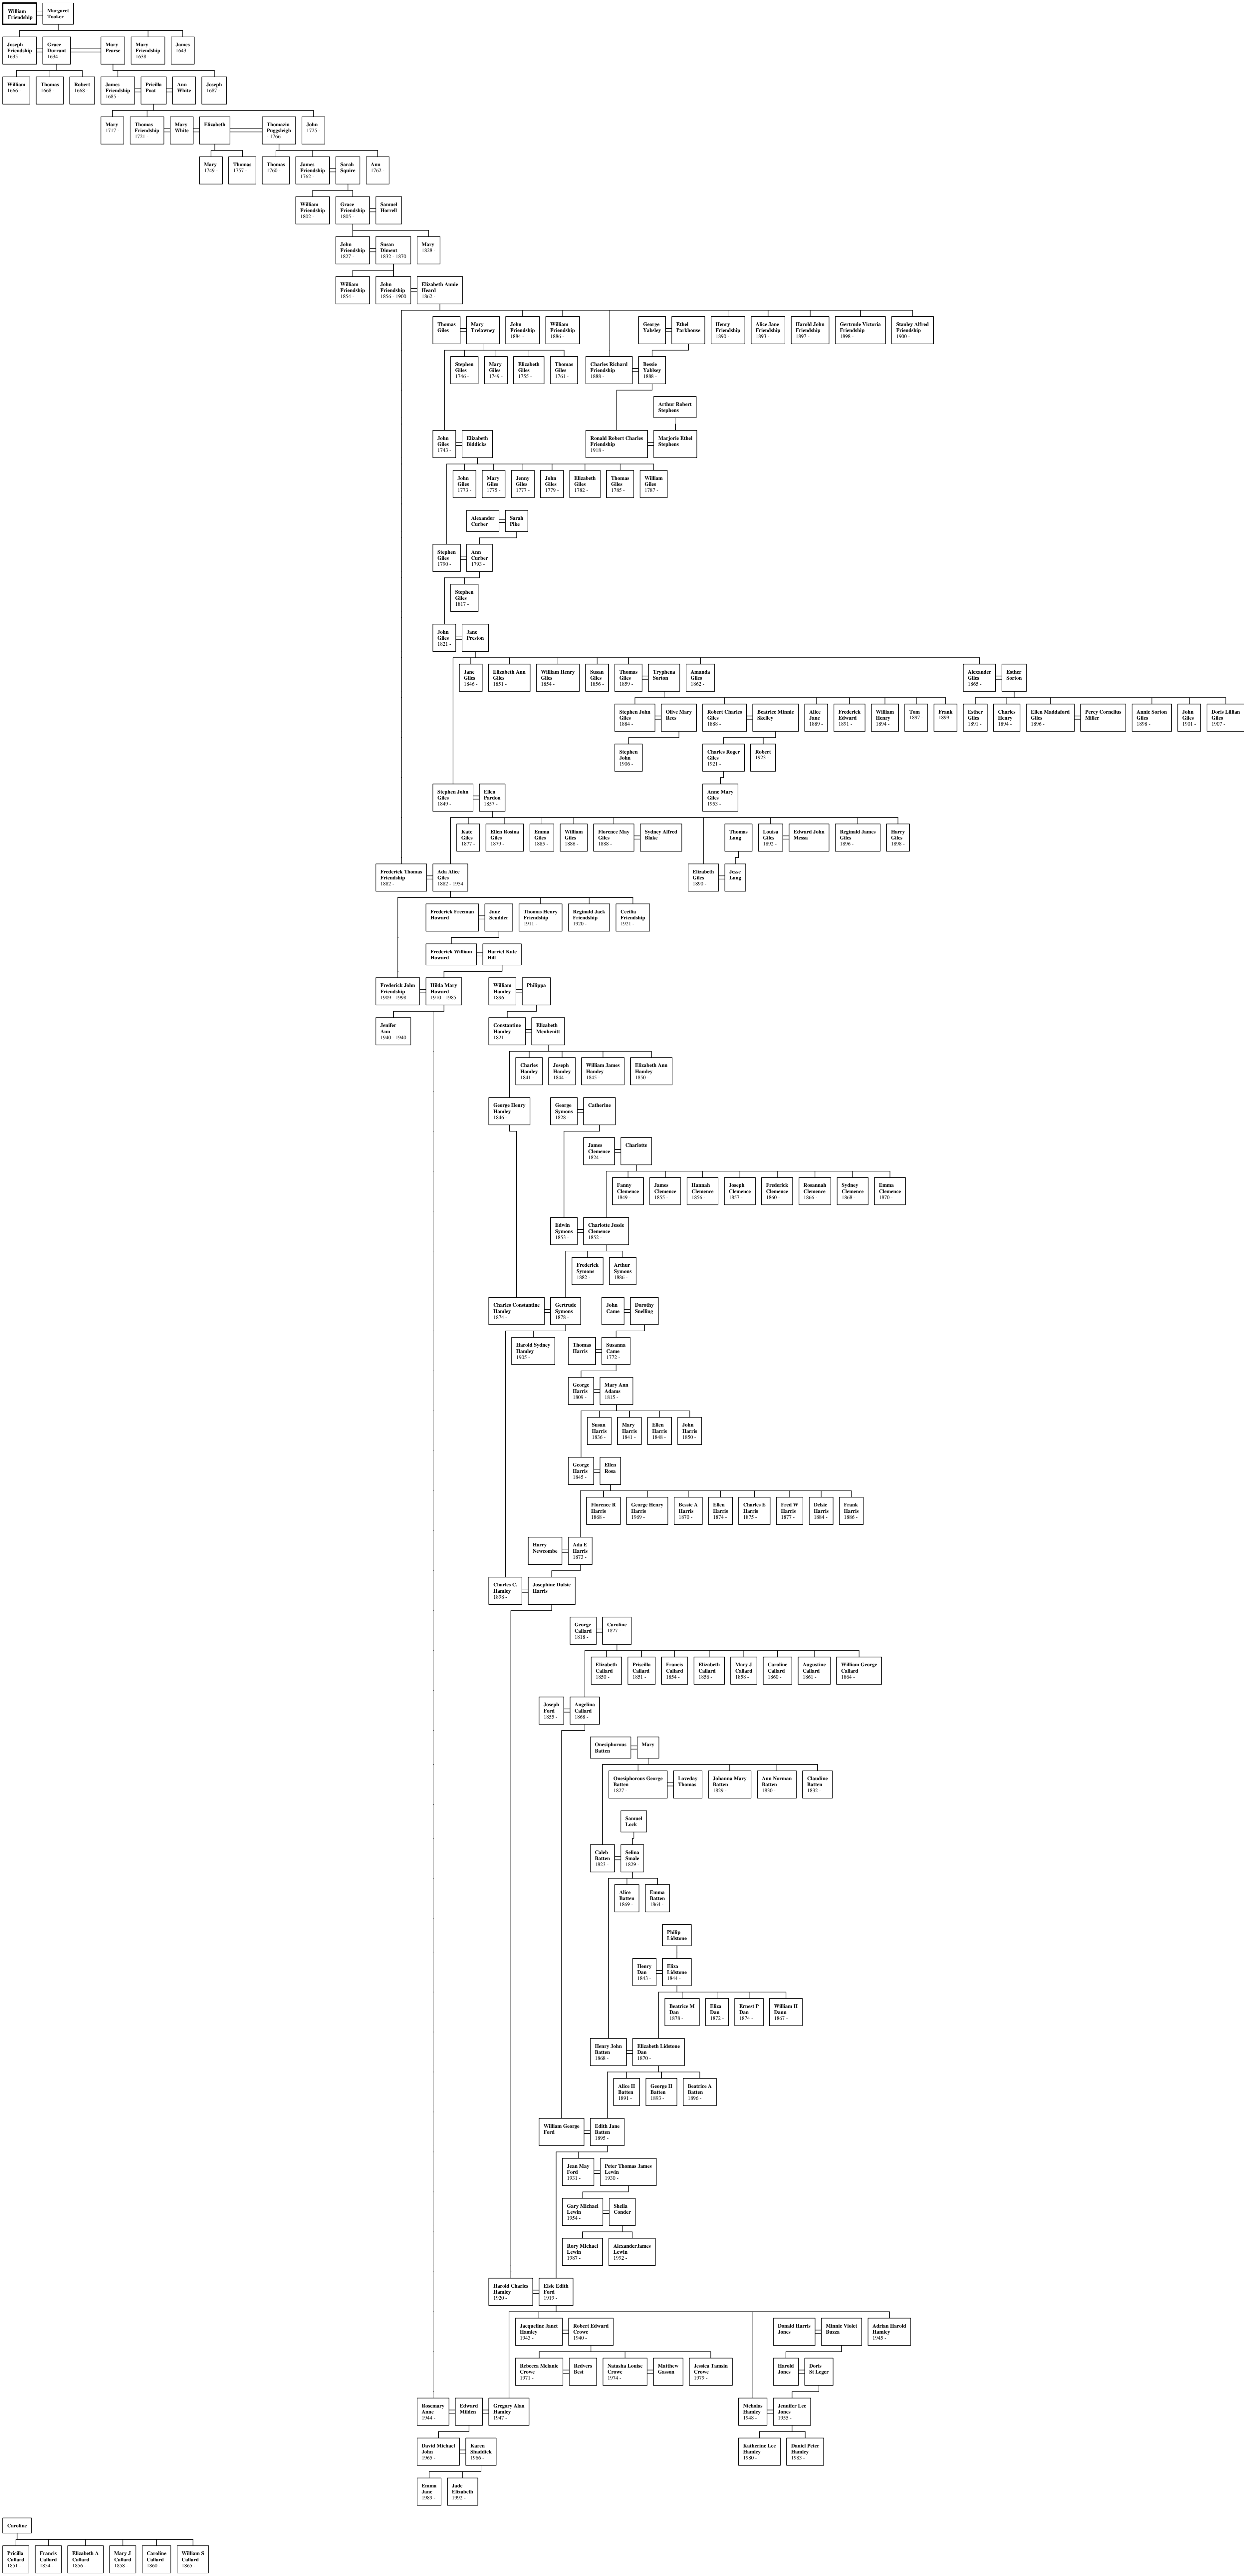 William
Friendship
Margaret
Tooker
Joseph
Friendship
1635 -
Grace
Durrant
1634 -
Mary
Pearse
Mary
Friendship
1638 -
James
1643 -
William
1666 -
Thomas
1668 -
Robert
1668 -
James
Friendship
1685 -
Pricilla
Pont
Ann
White
Joseph
1687 -
Mary
1717 -
Thomas
Friendship
1721 -
Mary
White
Elizabeth
Thomazin
Puggsleigh
- 1766
John
1725 -
Mary
1749 -
Thomas
1757 -
Thomas
1760 -
James
Friendship
1762 -
Sarah
Squire
Ann
1762 -
William
Friendship
1802 -
Grace
Friendship
1805 -
Samuel
Horrell
John
Friendship
1827 -
Susan
Diment
1832 - 1870
Mary
1828 -
William
Friendship
1854 -
John
Friendship
1856 - 1900
Elizabeth Annie
Heard
1862 -
Thomas
Giles
Mary
Trelawney
John
Friendship
1884 -
William
Friendship
1886 -
George
Yabsley
Ethel
Parkhouse
Henry
Friendship
1890 -
Alice Jane
Friendship
1893 -
Harold John
Friendship
1897 -
Gertrude Victoria
Friendship
1898 -
Stanley Alfred
Friendship
1900 -
Stephen
Giles
1746 -
Mary
Giles
1749 -
Elizabeth
Giles
1755 -
Thomas
Giles
1761 -
Charles Richard
Friendship
1888 -
Bessie
Yabhsy
1888 -
Arthur Robert
Stephens
John
Giles
1743 -
Elizabeth
Biddicks
Ronald Robert Charles
Friendship
1918 -
Marjorie Ethel
Stephens
John
Giles
1773 -
Mary
Giles
1775 -
Jenny
Giles
1777 -
John
Giles
1779 -
Elizabeth
Giles
1782 -
Thomas
Giles
1785 -
William
Giles
1787 -
Alexander
Curber
Sarah
Pike
Stephen
Giles
1790 -
Ann
Curber
1793 -
Stephen
Giles
1817 -
John
Giles
1821 -
Jane
Preston
Jane
Giles
1846 -
Elizabeth Ann
Giles
1851 -
William Henry
Giles
1854 -
Susan
Giles
1856 -
Thomas
Giles
1859 -
Tryphena
Sorton
Amanda
Giles
1862 -
Alexander
Giles
1865 -
Esther
Sorton
Stephen John
Giles
1884 -
Olive Mary
Rees
Robert Charles
Giles
1888 -
Beatrice Minnie
Skelley
Alice
Jane
1889 -
Frederick
Edward
1891 -
William
Henry
1894 -
Tom
1897 -
Frank
1899 -
Esther
Giles
1891 -
Charles
Henry
1894 -
Ellen Maddaford
Giles
1896 -
Percy Cornelius
Miller
Annie Sorton
Giles
1898 -
John
Giles
1901 -
Doris Lillian
Giles
1907 -
Stephen
John
1906 -
Charles Roger
Giles
1921 -
Robert
1923 -
Stephen John
Giles
1849 -
Ellen
Pardon
1857 -
Anne Mary
Giles
1953 -
Kate
Giles
1877 -
Ellen Rosina
Giles
1879 -
Emma
Giles
1885 -
William
Giles
1886 -
Florence May
Giles
1888 -
Sydney Alfred
Blake
Thomas
Lang
Louisa
Giles
1892 -
Edward John
Messa
Reginald James
Giles
1896 -
Harry
Giles
1898 -
Frederick Thomas
Friendship
1882 -
Ada Alice
Giles
1882 - 1954
Elizabeth
Giles
1890 -
Jesse
Lang
Frederick Freeman
Howard
Jane
Scudder
Thomas Henry
Friendship
1911 -
Reginald Jack
Friendship
1920 -
Cecilia
Friendship
1921 -
Frederick William
Howard
Harriet Kate
Hill
Frederick John
Friendship
1909 - 1998
Hilda Mary
Howard
1910 - 1985
William
Hamley
1896 -
Philippa
Jenifer
Ann
1940 - 1940
Constantine
Hamley
1821 -
Elizabeth
Menhenitt
Charles
Hamley
1841 -
Joseph
Hamley
1844 -
William James
Hamley
1845 -
Elizabeth Ann
Hamley
1850 -
George Henry
Hamley
1846 -
George
Symons
1828 -
Catherine
James
Clemence
1824 -
Charlotte
Fanny
Clemence
1849 -
James
Clemence
1855 -
Hannah
Clemence
1856 -
Joseph
Clemence
1857 -
Frederick
Clemence
1860 -
Rosannah
Clemence
1866 -
Sydney
Clemence
1868 -
Emma
Clemence
1870 -
Edwin
Symons
1853 -
Charlotte Jessie
Clemence
1852 -
Frederick
Symons
1882 -
Arthur
Symons
1886 -
Charles Constantine
Hamley
1874 -
Gertrude
Symons
1878 -
John
Came
Dorothy
Snelling
Harold Sydney
Hamley
1905 -
Thomas
Harris
Susanna
Came
1772 -
George
Harris
1809 -
Mary Ann
Adams
1815 -
Susan
Harris
1836 -
Mary
Harris
1841 -
Ellen
Harris
1848 -
John
Harris
1850 -
George
Harris
1845 -
Ellen
Rosa
Florence R
Harris
1868 -
George Henry
Harris
1969 -
Bessie A
Harris
1870 -
Ellen
Harris
1874 -
Charles E
Harris
1875 -
Fred W
Harris
1877 -
Delsie
Harris
1884 -
Frank
Harris
1886 -
Harry
Newcombe
Ada E
Harris
1873 -
Charles C.
Hamley
1898 -
Josephine Dulsie
Harris
George
Callard
1818 -
Caroline
1827 -
Elizabeth
Callard
1850 -
Priscilla
Callard
1851 -
Francis
Callard
1854 -
Elizabeth
Callard
1856 -
Mary J
Callard
1858 -
Caroline
Callard
1860 -
Augustine
Callard
1861 -
William George
Callard
1864 -
Joseph
Ford
1855 -
Angelina
Callard
1868 -
Onesiphorous
Batten
Mary
Onesiphorous George
Batten
1827 -
Loveday
Thomas
Johanna Mary
Batten
1829 -
Ann Norman
Batten
1830 -
Claudine
Batten
1832 -
Samuel
Lock
Caleb
Batten
1823 -
Selina
Smale
1829 -
Alice
Batten
1869 -
Emma
Batten
1864 -
Philip
Lidstone
Henry
Dan
1843 -
Eliza
Lidstone
1844 -
Beatrice M
Dan
1878 -
Eliza
Dan
1872 -
Ernest P
Dan
1874 -
William H
Dann
1867 -
Henry John
Batten
1868 -
Elizabeth Lidstone
Dan
1870 -
Alice H
Batten
1891 -
George H
Batten
1893 -
Beatrice A
Batten
1896 -
William George
Ford
Edith Jane
Batten
1895 -
Jean May
Ford
1931 -
Peter Thomas James
Lewin
1930 -
Gary Michael
Lewin
1954 -
Sheila
Conder
Rory Michael
Lewin
1987 -
AlexanderJames
Lewin
1992 -
Harold Charles
Hamley
1920 -
Elsie Edith
Ford
1919 -
Jacqueline Janet
Hamley
1943 -
Robert Edward
Crowe
1940 -
Donald Harris
Jones
Minnie Violet
Buzza
Adrian Harold
Hamley
1945 -
Rebecca Melanie
Crowe
1971 -
Redvers
Best
Natasha Louise
Crowe
1974 -
Matthew
Gasson
Jessica Tamsin
Crowe
1979 -
Harold
Jones
Doris
St Leger
Rosemary
Anne
1944 -
Edward
Milden
Gregory Alan
Hamley
1947 -
Nicholas
Hamley
1948 -
Jennifer Lee
Jones
1955 -
David Michael
John
1965 -
Karen
Shaddick
1966 -
Katherine Lee
Hamley
1980 -
Daniel Peter
Hamley
1983 -
Emma
Jane
1989 -
Jade
Elizabeth
1992 -
Caroline
Pricilla
Callard
1851 -
Francis
Callard
1854 -
Elizabeth A
Callard
1856 -
Mary J
Callard
1858 -
Caroline
Callard
1860 -
William S
Callard
1865 -